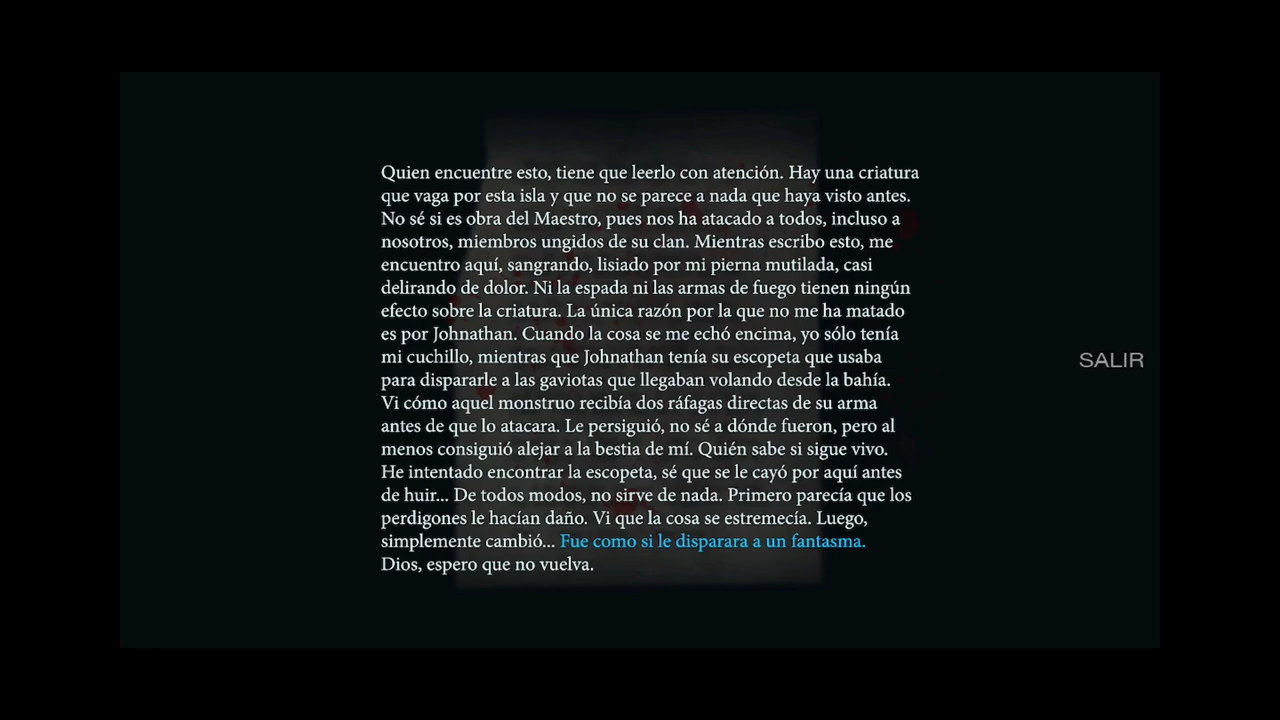 Quien encuentre esto, tiene que leerlo con atención. Hay una criatura
que vaga por esta isla y que no se parece a nada que haya visto antes.
No sé si es obra del Maestro, pues nos ha atacado a todos, incluso a
nosotros, miembros ungidos de su clan. Mientras escribo esto, me
encuentro aquí, sangrando, lisiado por mi pierna mutilada, casi
delirando de dolor. Ni la espada ni las armas de fuego tienen ningún
efecto sobre la criatura. La única razón por la que no me ha matado
es por Johnathan. Cuando la cosa se me echó encima, yo sólo tenía
mi cuchillo, mientras que Johnathan tenía su escopeta que usaba
para dispararle a las gaviotas que llegaban volando desde la bahía.
Vi cómo aquel monstruo recibía dos ráfagas directas de su arma
antes de que lo atacara. Le persiguió, no sé a dónde fueron, pero al
menos consiguió alejar a la bestia de mí. Quién sabe si sigue vivo.
He intentado encontrar la escopeta, sé que se le cayó por aquí antes
de huir... De todos modos, no sirve de nada. Primero parecía que los
perdigones le hacían daño. Vi que la cosa se estremecía. Luego,
simplemente cambió... Fue como si le disparara a un fantasma.
Dios, espero que no vuelva.
SALIR